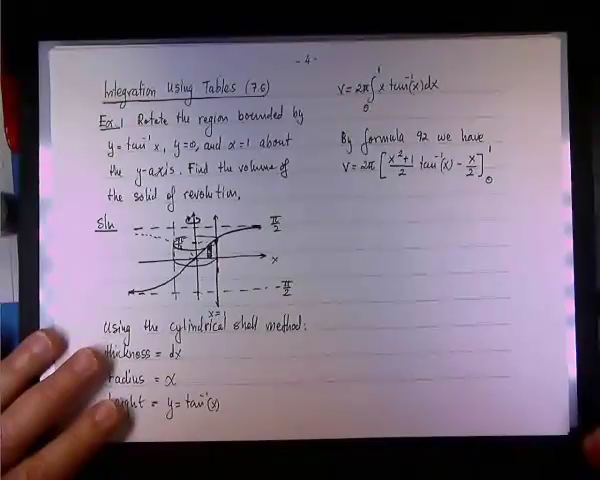 - 4 -
Integration Using Tables (7.6)
Ex. 1 Rotate the region bounded by
y = tan⁻¹ x, y=0, and x=1 about
the y-axis. Find the volume of
the solid of revolution.
Sln
π/2
π/4
x
-π/2
x=1
Using the cylindrical shell method:
thickness = dx
radius = x
height = y = tan⁻¹(x)
V = 2π ∫₀¹ x tan⁻¹(x) dx
By formula 92 we have
V = 2π [ (x²+1)/2 tan⁻¹(x) - x/2 ]₀¹